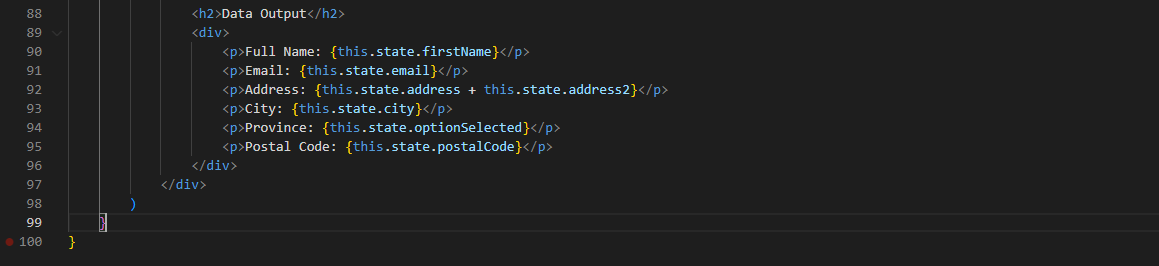 88 <h2>Data Output</h2>
89 <div>
90 <p>Full Name: {this.state.firstName}</p>
91 <p>Email: {this.state.email}</p>
92 <p>Address: {this.state.address + this.state.address2}</p>
93 <p>City: {this.state.city}</p>
94 <p>Province: {this.state.optionSelected}</p>
95 <p>Postal Code: {this.state.postalCode}</p>
96 </div>
97 </div>
98 )
99 }
100 }